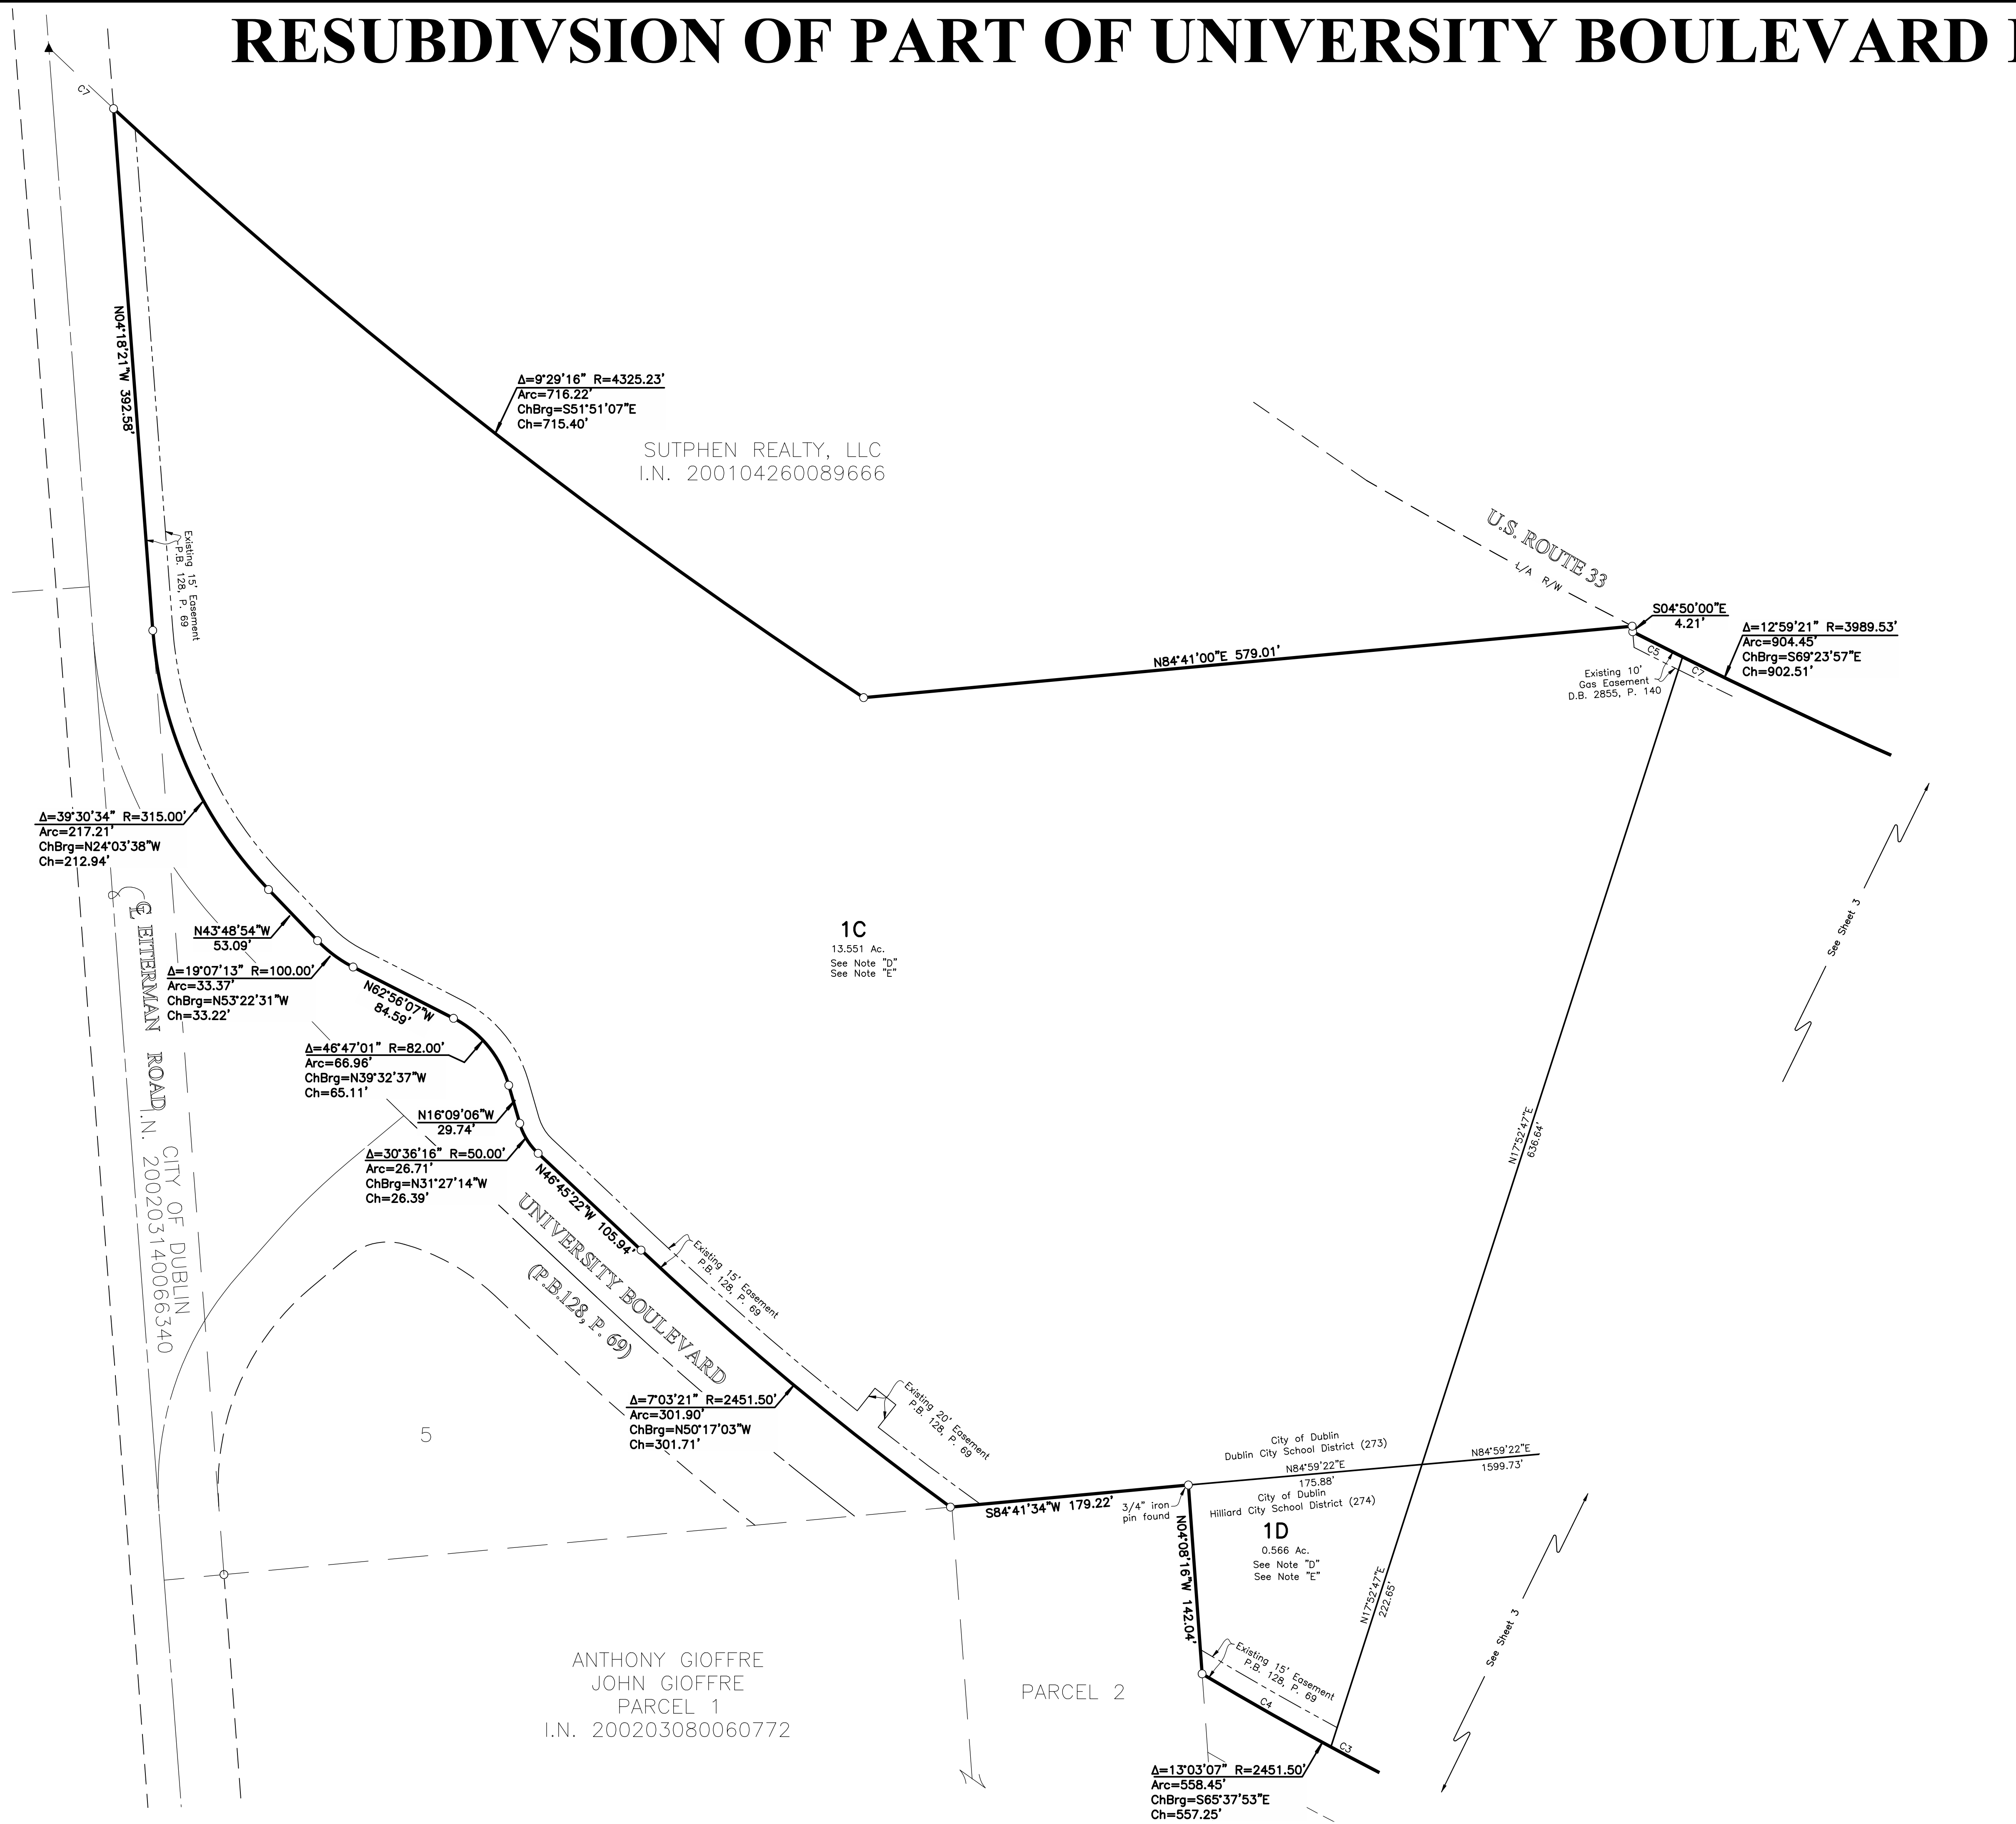 RESUBDIVSION OF PART OF UNIVERSITY BOULEVARD
C7
N04°18'21"W 392.58'
Δ=9°29'16" R=4325.23'
Arc=716.22'
ChBrg=S51°51'07"E
Ch=715.40'
SUTPHEN REALTY, LLC
I.N. 200104260089666
U.S. ROUTE 33
L/A R/W
Existing 15' Easement
P.B. 128, P. 69
S04°50'00"E
4.21'
Δ=12°59'21" R=3989.53'
Arc=904.45'
ChBrg=S69°23'57"E
Ch=902.51'
N84°41'00"E 579.01'
C5
C7
Existing 10'
Gas Easement
D.B. 2855, P. 140
Δ=39°30'34" R=315.00'
Arc=217.21'
ChBrg=N24°03'38"W
Ch=212.94'
See Sheet 3
℄ EITERMAN ROAD
N43°48'54"W
53.09'
1C
13.551 Ac.
See Note "D"
See Note "E"
Δ=19°07'13" R=100.00'
Arc=33.37'
ChBrg=N53°22'31"W
Ch=33.22'
N62°56'07"W
84.59'
Δ=46°47'01" R=82.00'
Arc=66.96'
ChBrg=N39°32'37"W
Ch=65.11'
N16°09'06"W
29.74'
N17°52'47"E
636.64'
CITY OF DUBLIN
I.N. 200203140066340
Δ=30°36'16" R=50.00'
Arc=26.71'
ChBrg=N31°27'14"W
Ch=26.39'
N46°45'22"W 105.94'
UNIVERSITY BOULEVARD
(P.B.128, P. 69)
Existing 15' Easement
P.B. 128, P. 69
Δ=7°03'21" R=2451.50'
Arc=301.90'
ChBrg=N50°17'03"W
Ch=301.71'
Existing 20' Easement
P.B. 128, P. 69
5
City of Dublin
Dublin City School District (273)
N84°59'22"E
175.88'
N84°59'22"E
1599.73'
City of Dublin
Hilliard City School District (274)
S84°41'34"W 179.22'
3/4" iron
pin found
1D
0.566 Ac.
See Note "D"
See Note "E"
N04°08'16"W 142.04'
N17°52'47"E
222.65'
See Sheet 3
Existing 15' Easement
P.B. 128, P. 69
ANTHONY GIOFFRE
JOHN GIOFFRE
PARCEL 1
I.N. 200203080060772
PARCEL 2
C4
C3
Δ=13°03'07" R=2451.50'
Arc=558.45'
ChBrg=S65°37'53"E
Ch=557.25'